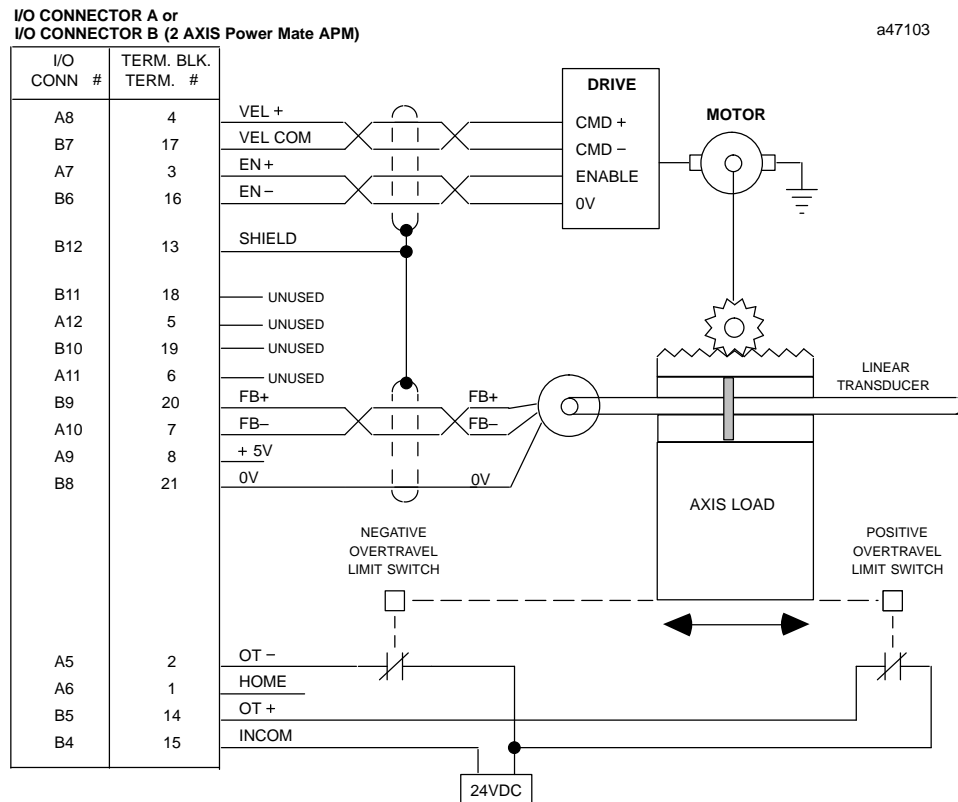 I/O CONNECTOR A or
I/O CONNECTOR B (2 AXIS Power Mate APM)
a47103
I/O CONN # TERM. BLK. TERM. #
A8 4 VEL +
B7 17 VEL COM
A7 3 EN +
B6 16 EN –
B12 13 SHIELD
B11 18 UNUSED
A12 5 UNUSED
B10 19 UNUSED
A11 6 UNUSED
B9 20 FB+ FB+
A10 7 FB– FB–
A9 8 + 5V
B8 21 0V 0V
DRIVE
CMD +
CMD –
ENABLE
0V
MOTOR
LINEAR
TRANSDUCER
AXIS LOAD
NEGATIVE
OVERTRAVEL
LIMIT SWITCH
POSITIVE
OVERTRAVEL
LIMIT SWITCH
A5 2 OT –
A6 1 HOME
B5 14 OT +
B4 15 INCOM
24VDC